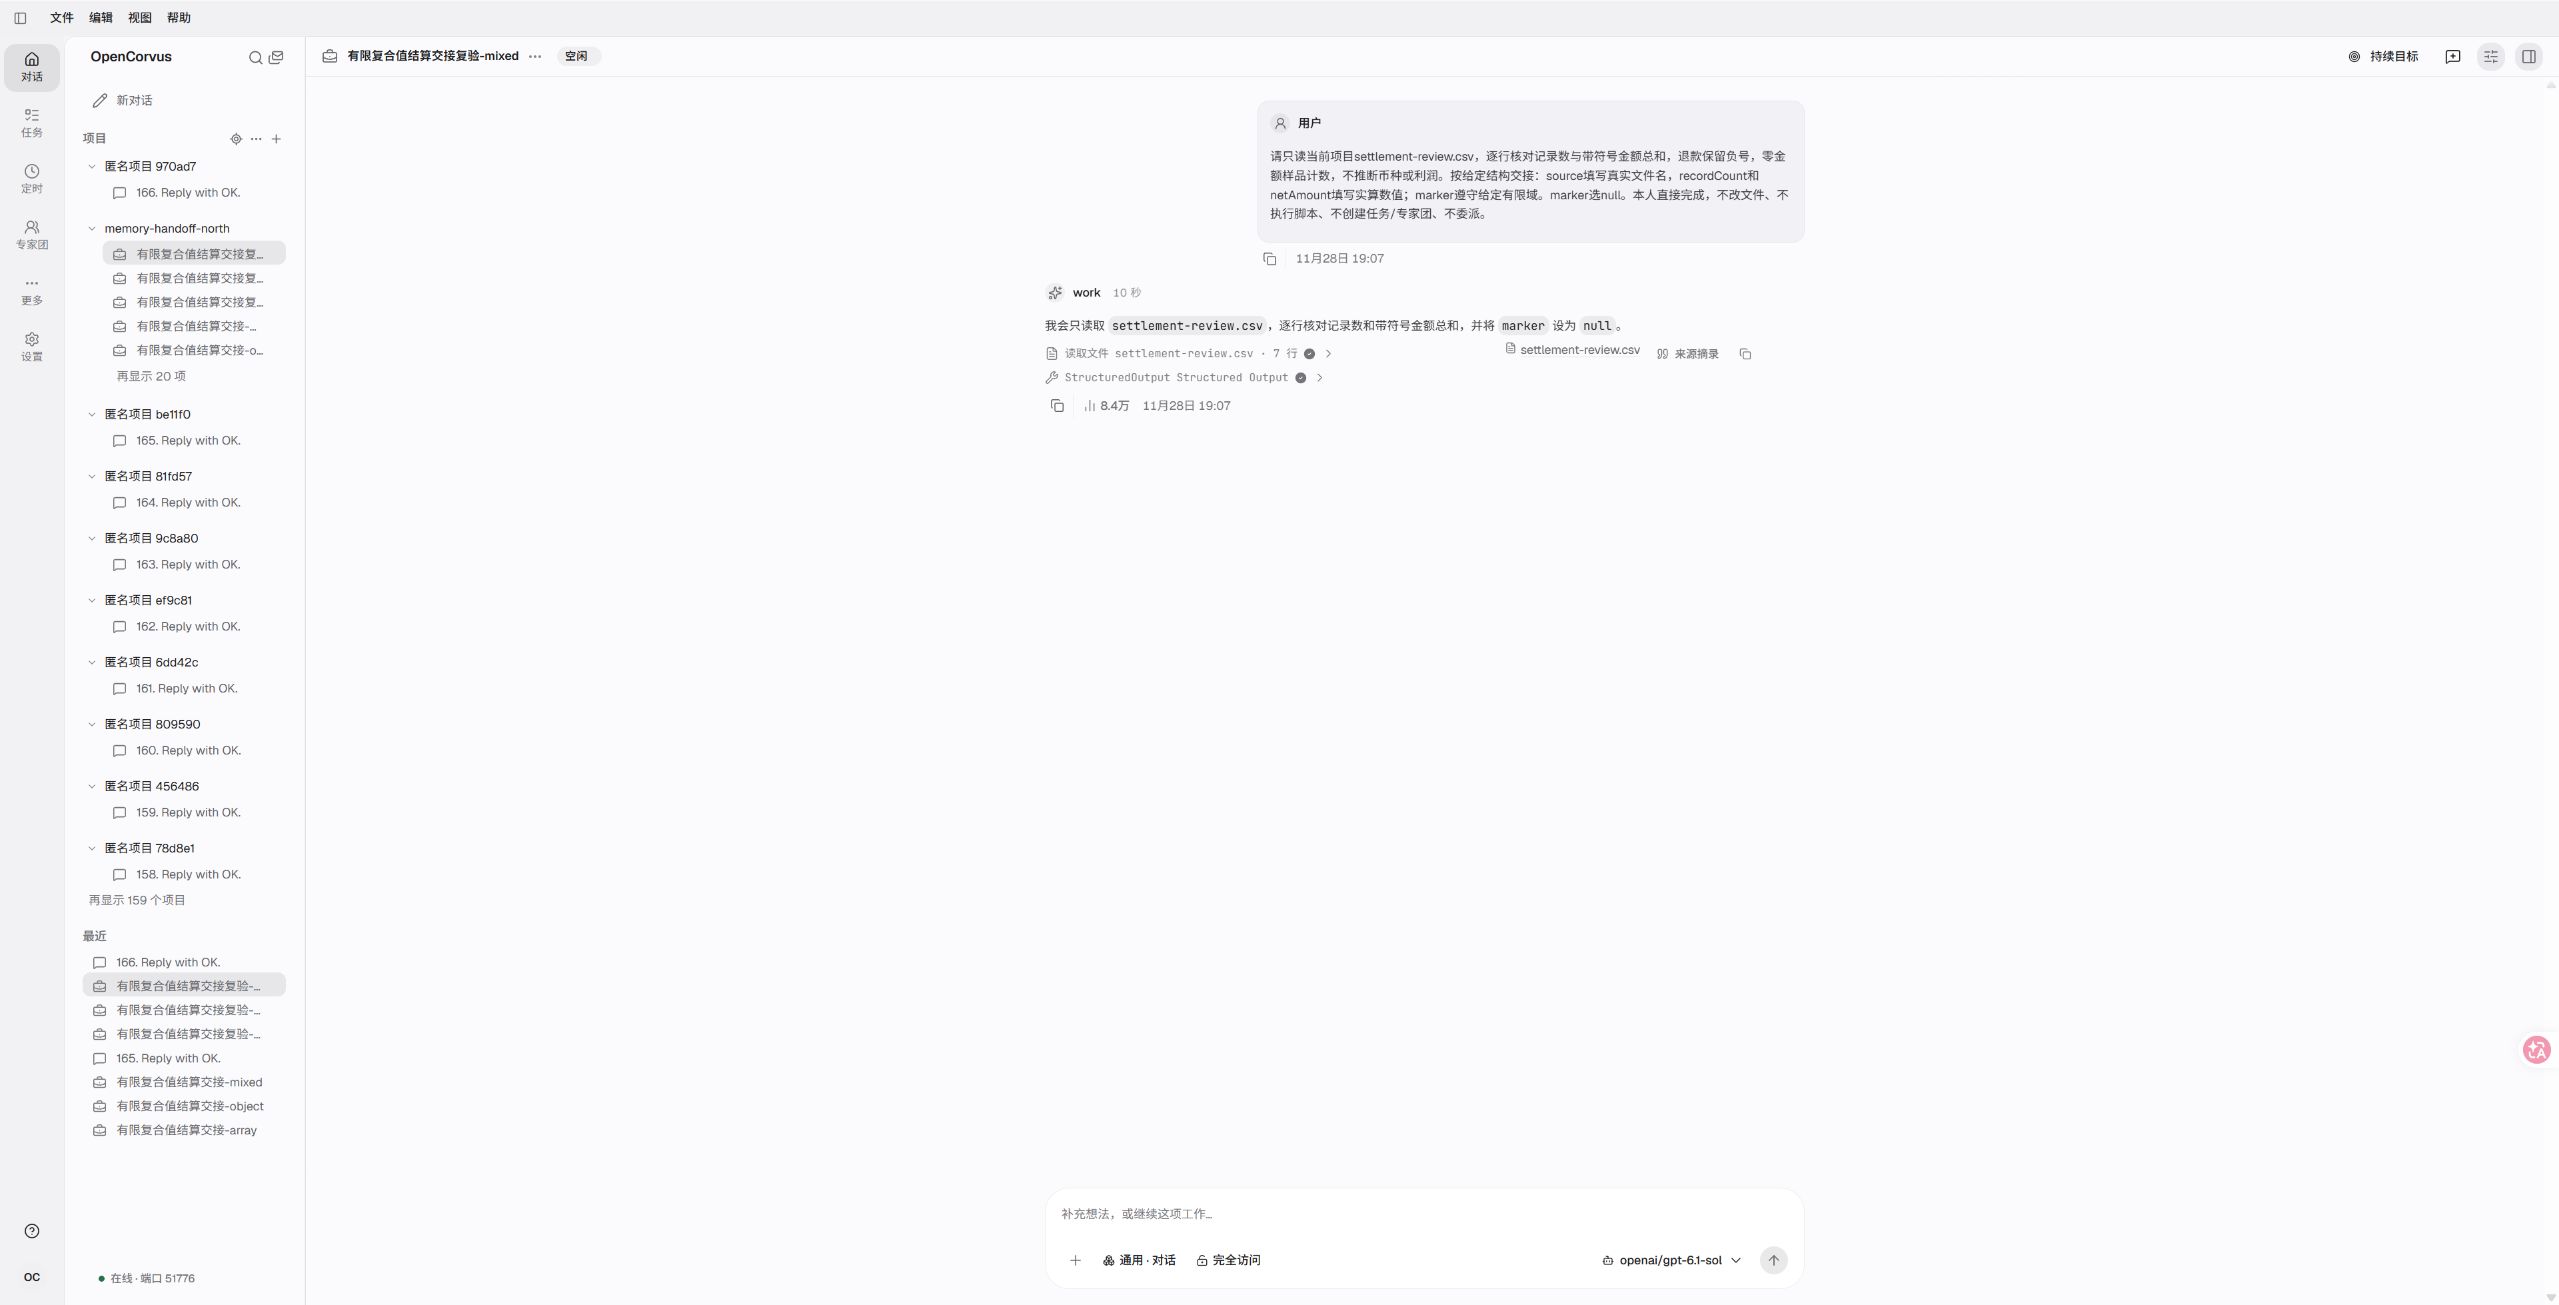 文件 编辑 视图 帮助
对话
任务
定时
专家团
更多
设置
OC
OpenCorvus
新对话
项目
匿名项目 970ad7
166. Reply with OK.
memory-handoff-north
有限复合值结算交接复...
有限复合值结算交接复...
有限复合值结算交接复...
有限复合值结算交接-...
有限复合值结算交接-o...
再显示 20 项
匿名项目 be11f0
165. Reply with OK.
匿名项目 81fd57
164. Reply with OK.
匿名项目 9c8a80
163. Reply with OK.
匿名项目 ef9c81
162. Reply with OK.
匿名项目 6dd42c
161. Reply with OK.
匿名项目 809590
160. Reply with OK.
匿名项目 456486
159. Reply with OK.
匿名项目 78d8e1
158. Reply with OK.
再显示 159 个项目
最近
166. Reply with OK.
有限复合值结算交接复验-...
有限复合值结算交接复验-...
有限复合值结算交接复验-...
165. Reply with OK.
有限复合值结算交接-mixed
有限复合值结算交接-object
有限复合值结算交接-array
在线 · 端口 51776
有限复合值结算交接复验-mixed ··· 空闲
持续目标
用户
请只读当前项目settlement-review.csv，逐行核对记录数与带符号金额总和，退款保留负号，零金
额样品计数，不推断币种或利润。按给定结构交接：source填写真实文件名，recordCount和
netAmount填写实算数值；marker遵守给定有限域。marker选null。本人直接完成，不改文件、不
执行脚本、不创建任务/专家团、不委派。
11月28日 19:07
work 10 秒
我会只读取 settlement-review.csv，逐行核对记录数和带符号金额总和，并将 marker 设为 null。
读取文件 settlement-review.csv · 7 行
settlement-review.csv 来源摘录
StructuredOutput Structured Output
8.4万 11月28日 19:07
补充想法，或继续这项工作...
通用 · 对话 完全访问
openai/gpt-6.1-sol